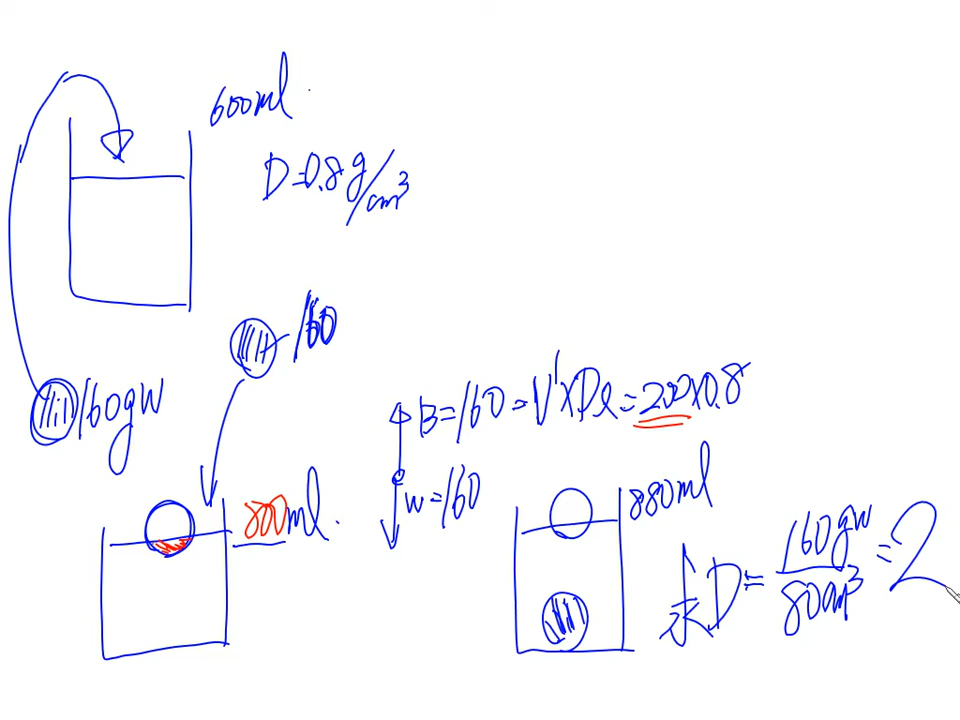 600ml
D=0.8g/cm³
160
160gw
B=160=V'×Dℓ=200×0.8
W=160
800ml
880ml
求D=160gw/80cm³=2